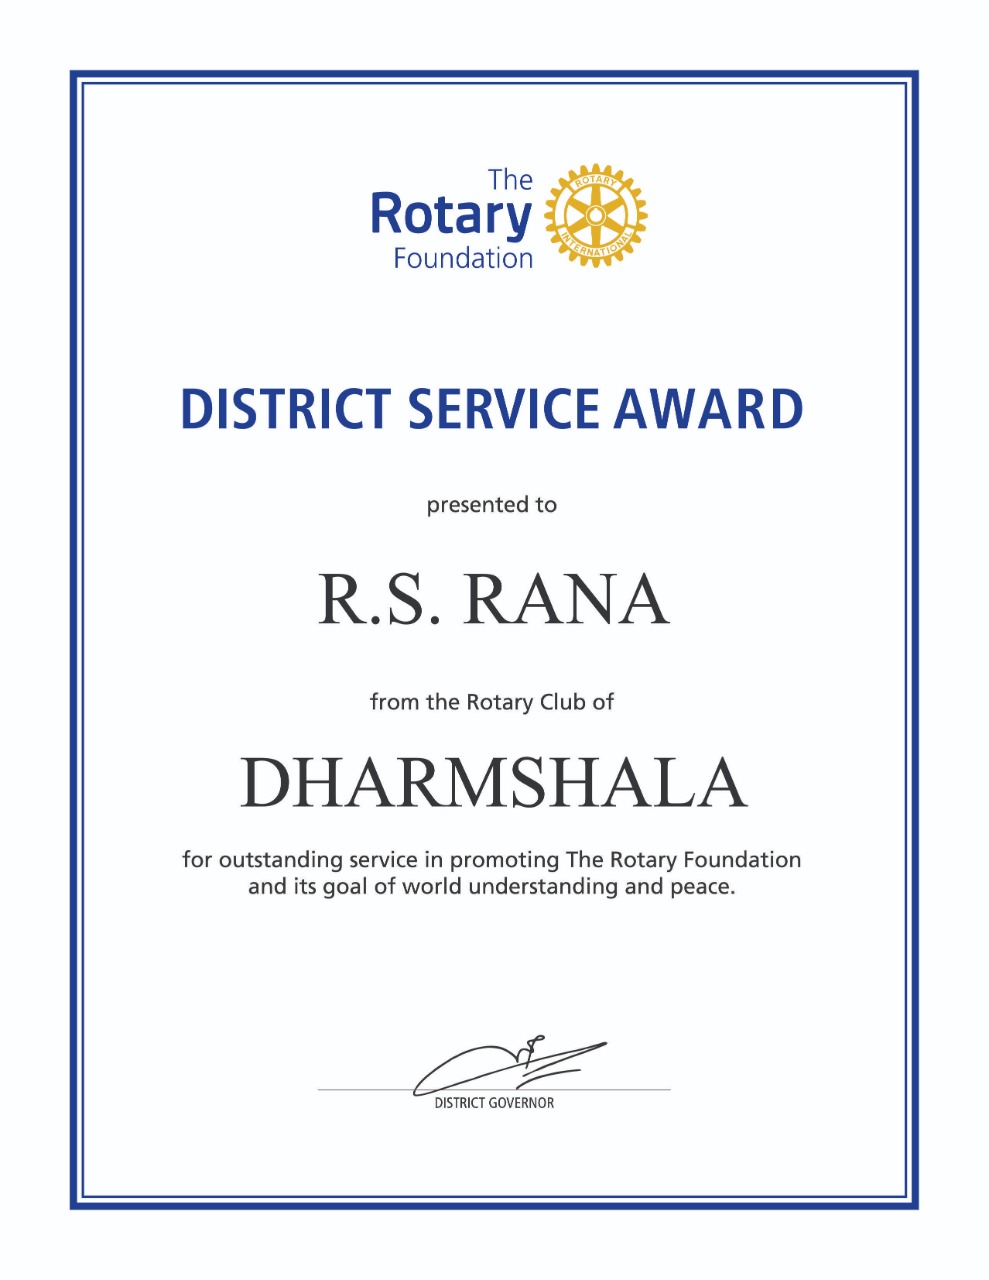 The
Rotary
Foundation
ROTARY
INTERNATIONAL
DISTRICT SERVICE AWARD
presented to
R.S. RANA
from the Rotary Club of
DHARMSHALA
for outstanding service in promoting The Rotary Foundation
and its goal of world understanding and peace.
DISTRICT GOVERNOR